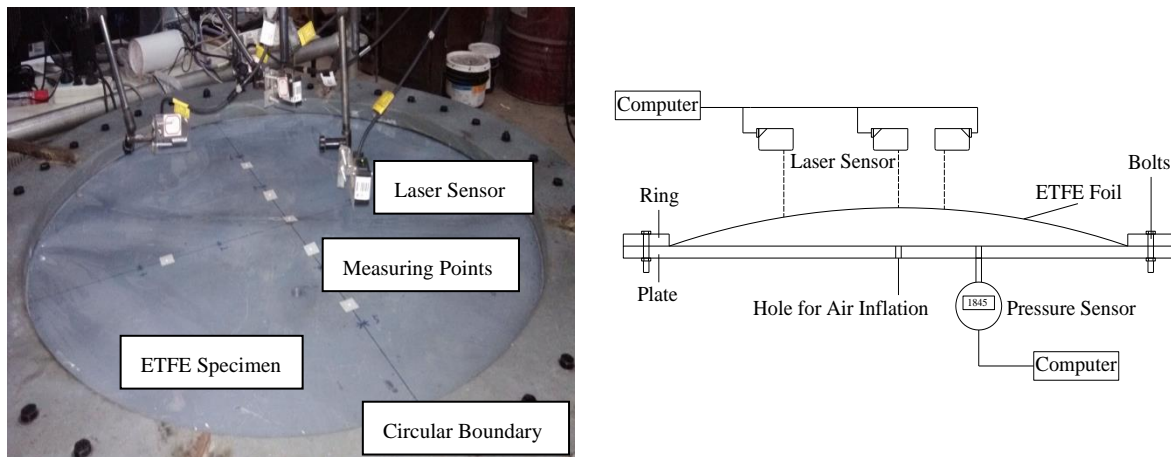 Laser Sensor
Measuring Points
ETFE Specimen
Circular Boundary
Computer
Laser Sensor
Bolts
Ring
ETFE Foil
Plate
Hole for Air Inflation
1845
Pressure Sensor
Computer